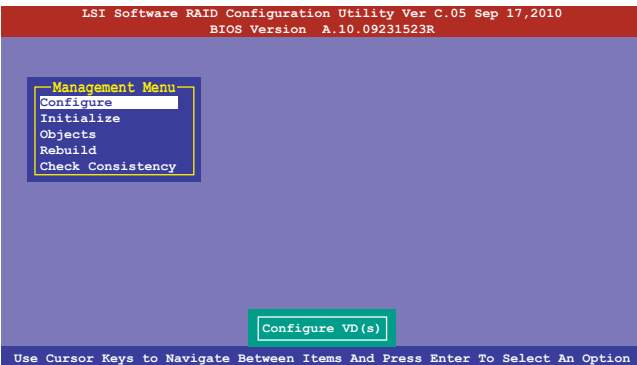 LSI Software RAID Configuration Utility Ver C.05 Sep 17,2010
BIOS Version A.10.09231523R
Management Menu
Configure
Initialize
Objects
Rebuild
Check Consistency
Configure VD(s)
Use Cursor Keys to Navigate Between Items And Press Enter To Select An Option